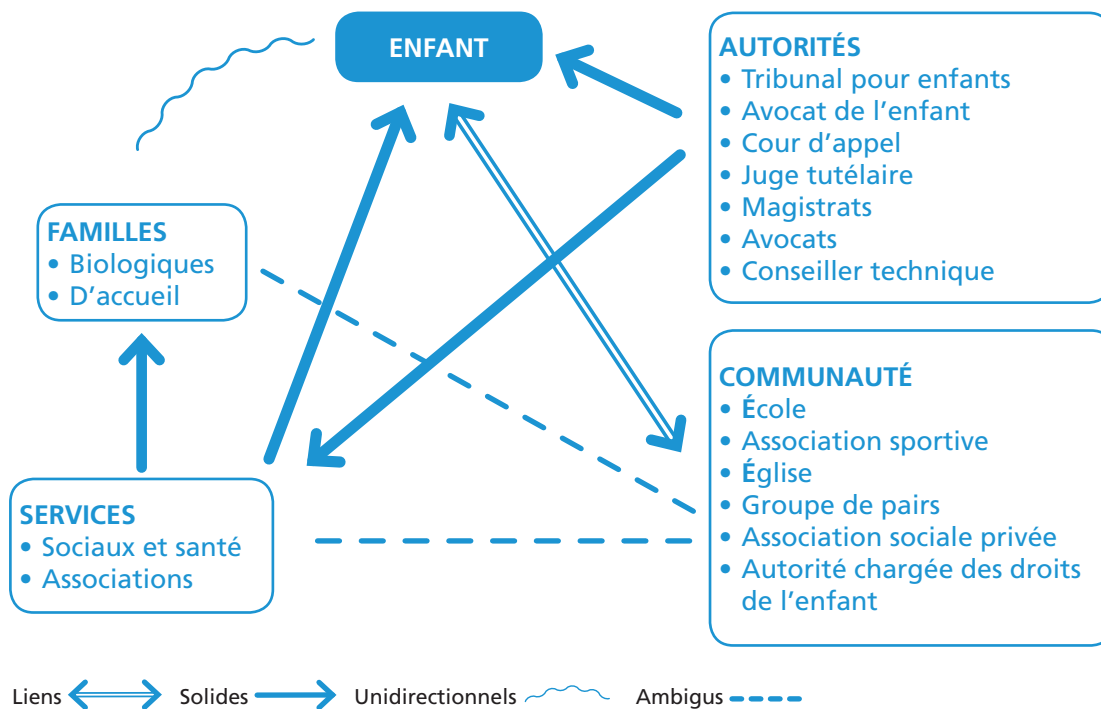 ENFANT
AUTORITÉS
• Tribunal pour enfants
• Avocat de l’enfant
• Cour d’appel
• Juge tutélaire
• Magistrats
• Avocats
• Conseiller technique
FAMILLES
• Biologiques
• D’accueil
COMMUNAUTÉ
• École
• Association sportive
• Église
• Groupe de pairs
• Association sociale privée
• Autorité chargée des droits
de l’enfant
SERVICES
• Sociaux et santé
• Associations
Liens Solides Unidirectionnels Ambigus